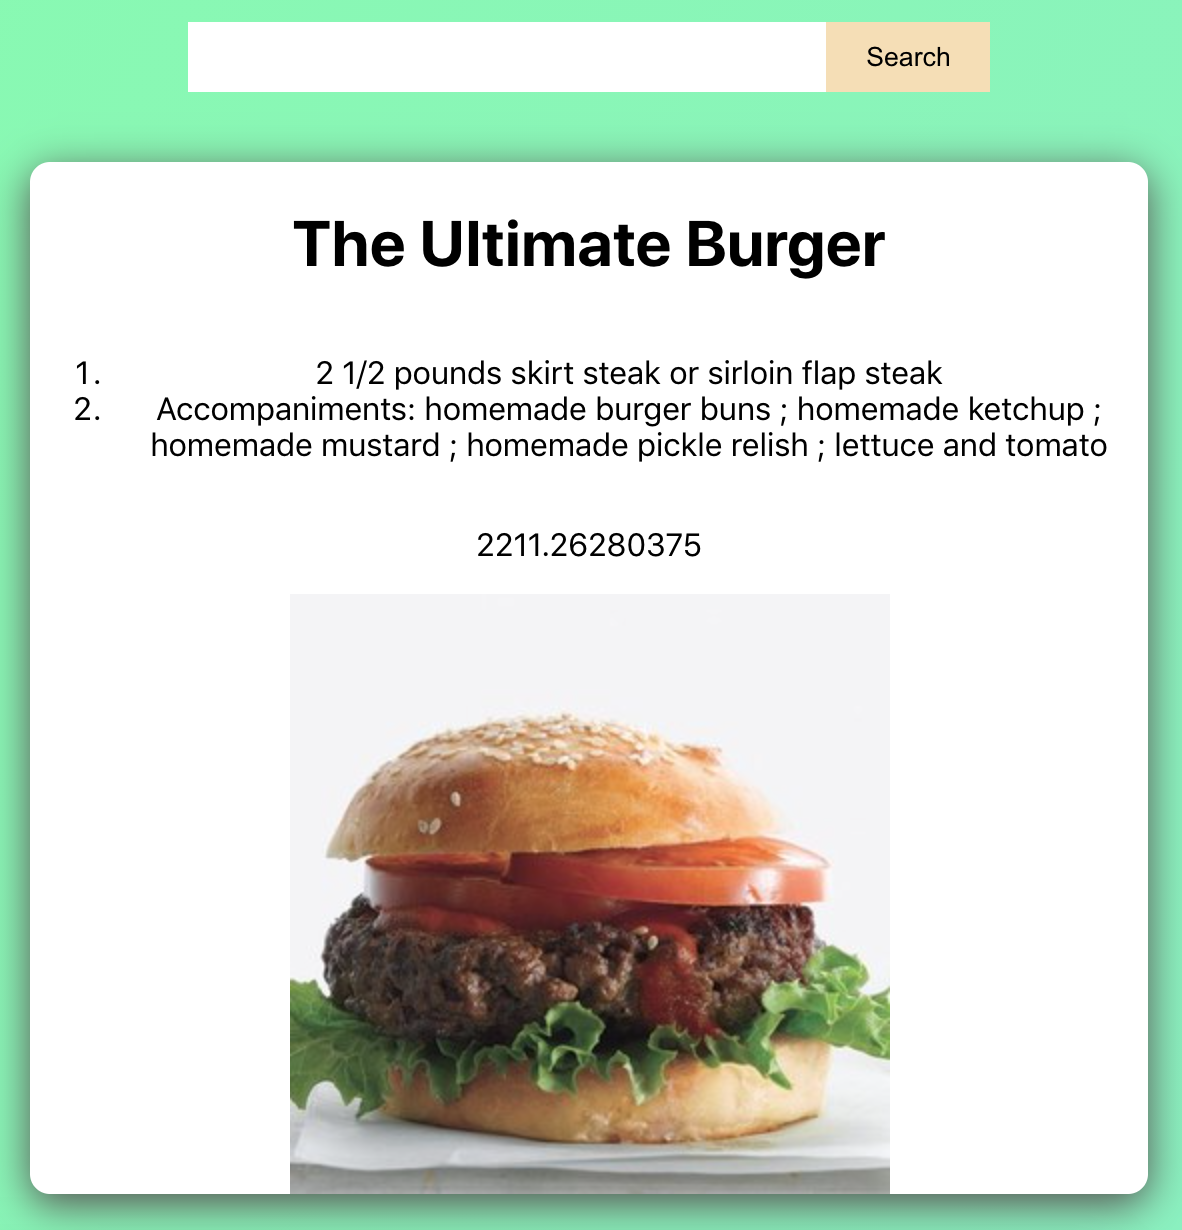 Search
The Ultimate Burger
1. 2 1/2 pounds skirt steak or sirloin flap steak
2. Accompaniments: homemade burger buns ; homemade ketchup ;
homemade mustard ; homemade pickle relish ; lettuce and tomato
2211.26280375